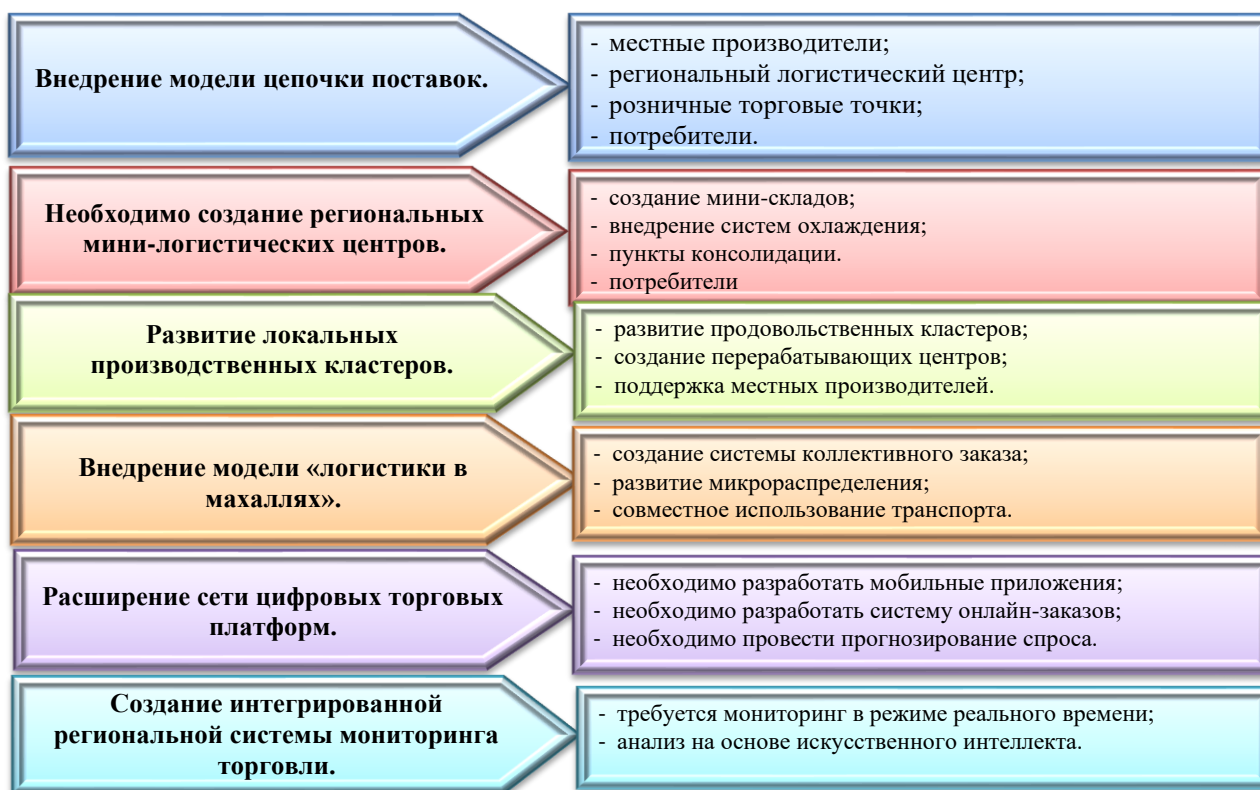 Внедрение модели цепочки поставок.
- местные производители;
- региональный логистический центр;
- розничные торговые точки;
- потребители.
Необходимо создание региональных
мини-логистических центров.
- создание мини-складов;
- внедрение систем охлаждения;
- пункты консолидации.
- потребители
Развитие локальных
производственных кластеров.
- развитие продовольственных кластеров;
- создание перерабатывающих центров;
- поддержка местных производителей.
Внедрение модели «логистики в
махаллях».
- создание системы коллективного заказа;
- развитие микрораспределения;
- совместное использование транспорта.
Расширение сети цифровых торговых
платформ.
- необходимо разработать мобильные приложения;
- необходимо разработать систему онлайн-заказов;
- необходимо провести прогнозирование спроса.
Создание интегрированной
региональной системы мониторинга
торговли.
- требуется мониторинг в режиме реального времени;
- анализ на основе искусственного интеллекта.